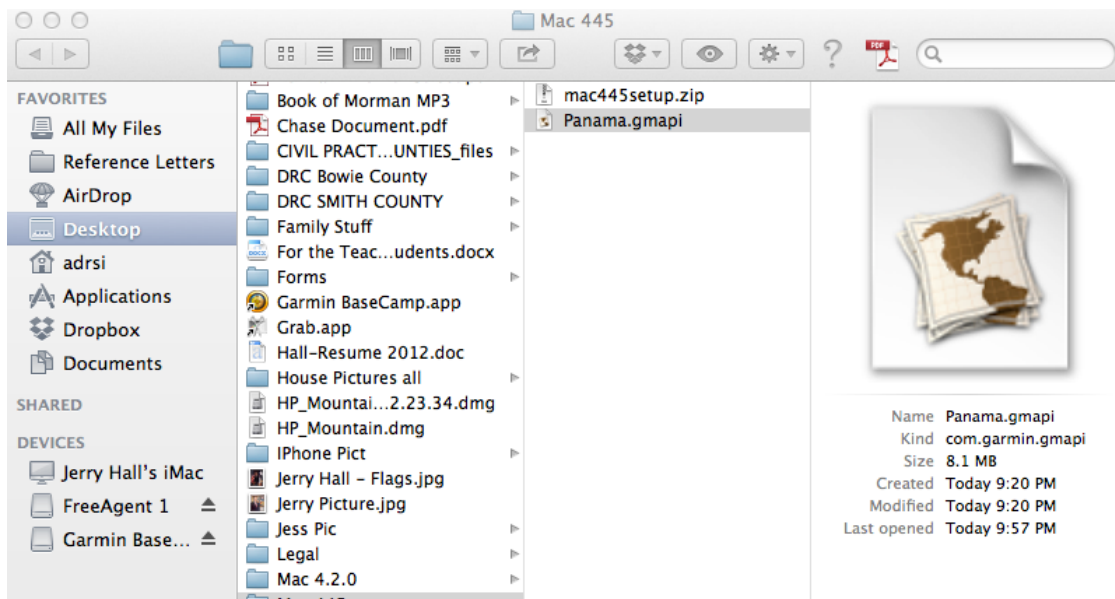 Mac 445
FAVORITES
All My Files
Reference Letters
AirDrop
Desktop
adrsi
Applications
Dropbox
Documents
SHARED
DEVICES
Jerry Hall's iMac
FreeAgent 1
Garmin Base...
Book of Morman MP3
Chase Document.pdf
CIVIL PRACT...UNTIES_files
DRC Bowie County
DRC SMITH COUNTY
Family Stuff
For the Teac...udents.docx
Forms
Garmin BaseCamp.app
Grab.app
Hall-Resume 2012.doc
House Pictures all
HP_Mountai...2.23.34.dmg
HP_Mountain.dmg
IPhone Pict
Jerry Hall - Flags.jpg
Jerry Picture.jpg
Jess Pic
Legal
Mac 4.2.0
mac445setup.zip
Panama.gmapi
Name Panama.gmapi
Kind com.garmin.gmapi
Size 8.1 MB
Created Today 9:20 PM
Modified Today 9:20 PM
Last opened Today 9:57 PM